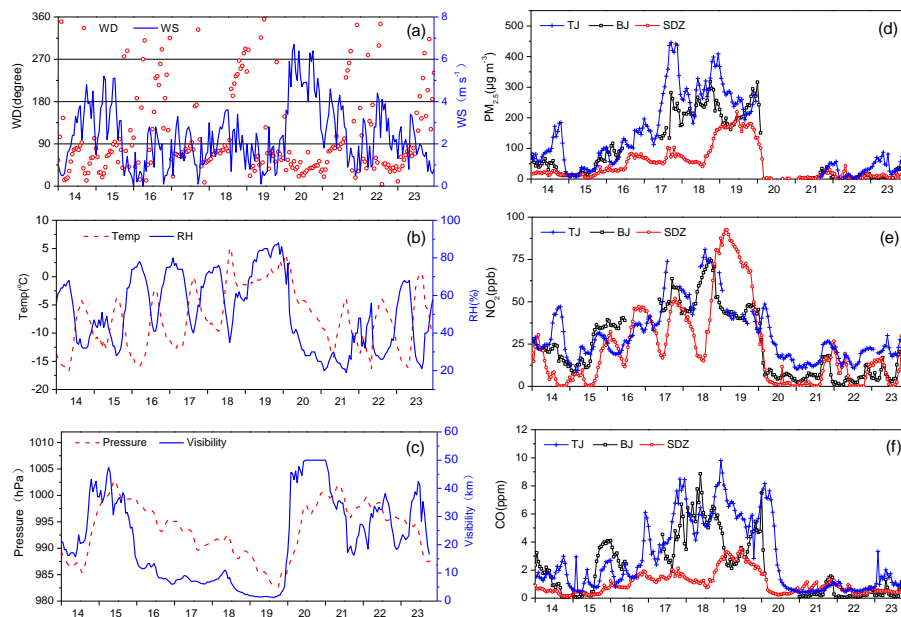 (a)
WD WS
WD(degree)
360
270
180
90
0
WS (m s-1)
8
6
4
2
0
14 15 16 17 18 19 20 21 22 23
(b)
Temp RH
Temp(°C)
10
5
0
-5
-10
-15
-20
RH(%)
100
80
60
40
20
14 15 16 17 18 19 20 21 22 23
(c)
Pressure Visibility
Pressure (hPa)
1010
1005
1000
995
990
985
980
Visibility(km)
60
50
40
30
20
10
0
14 15 16 17 18 19 20 21 22 23
(d)
TJ BJ SDZ
PM2.5(μg m-3)
500
400
300
200
100
0
14 15 16 17 18 19 20 21 22 23
(e)
TJ BJ SDZ
NO2(ppb)
100
75
50
25
0
14 15 16 17 18 19 20 21 22 23
(f)
TJ BJ SDZ
CO(ppm)
12
10
8
6
4
2
0
14 15 16 17 18 19 20 21 22 23